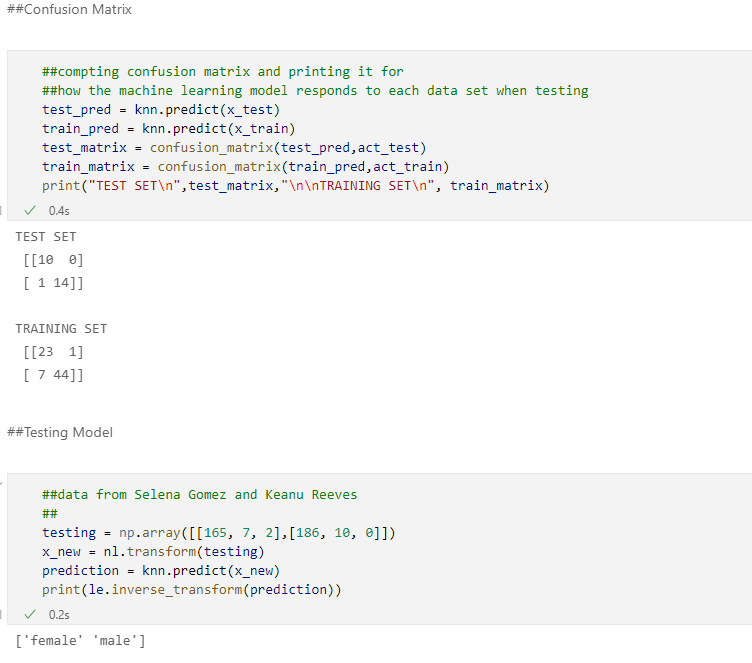 ##Confusion Matrix
##compting confusion matrix and printing it for
##how the machine learning model responds to each data set when testing
test_pred = knn.predict(x_test)
train_pred = knn.predict(x_train)
test_matrix = confusion_matrix(test_pred,act_test)
train_matrix = confusion_matrix(train_pred,act_train)
print("TEST SET\n",test_matrix,"\n\nTRAINING SET\n", train_matrix)
0.4s
TEST SET
[[10  0]
[ 1 14]]
TRAINING SET
[[23  1]
[ 7 44]]
##Testing Model
##data from Selena Gomez and Keanu Reeves
##
testing = np.array([[165, 7, 2],[186, 10, 0]])
x_new = nl.transform(testing)
prediction = knn.predict(x_new)
print(le.inverse_transform(prediction))
0.2s
['female' 'male']